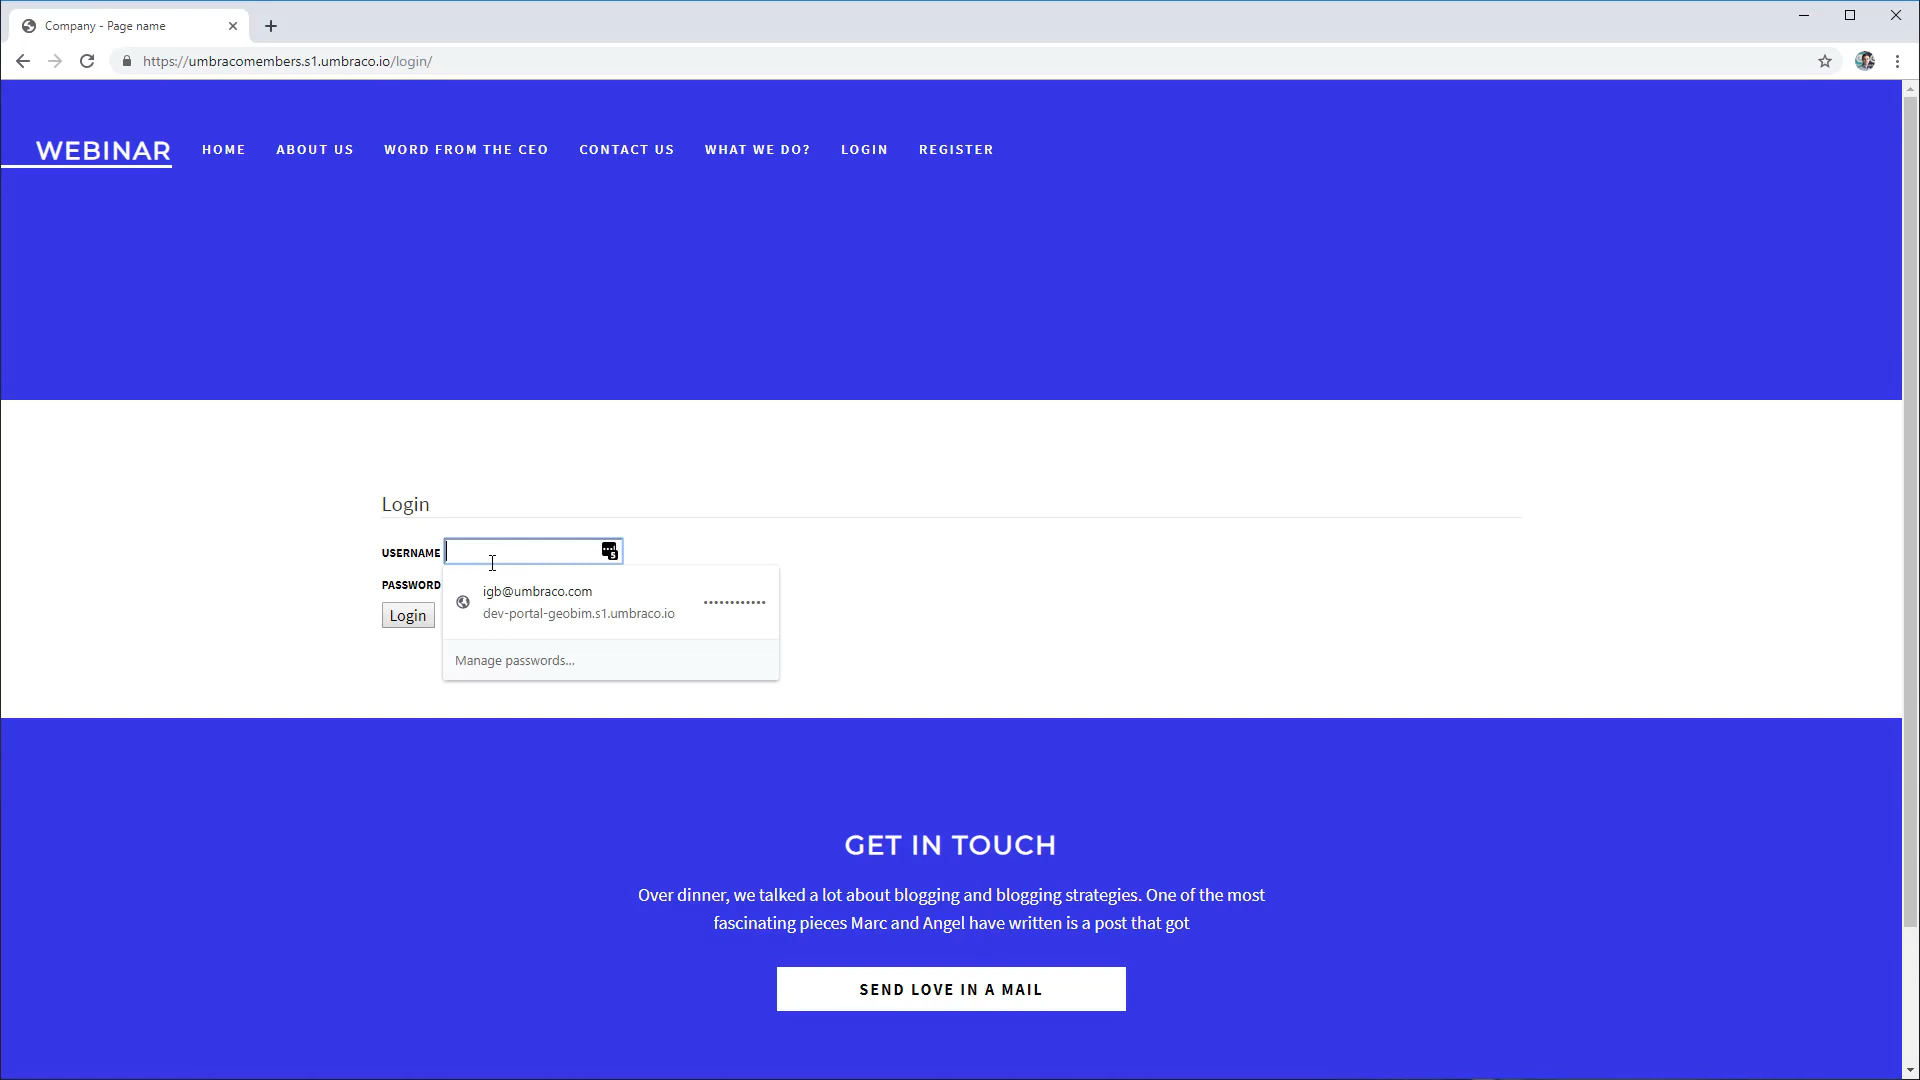 Company - Page name
https://umbracomembers.s1.umbraco.io/login/
WEBINAR HOME ABOUT US WORD FROM THE CEO CONTACT US WHAT WE DO? LOGIN REGISTER
Login
USERNAME
PASSWORD
igb@umbraco.com
dev-portal-geobim.s1.umbraco.io
Login
Manage passwords...
GET IN TOUCH
Over dinner, we talked a lot about blogging and blogging strategies. One of the most
fascinating pieces Marc and Angel have written is a post that got
SEND LOVE IN A MAIL